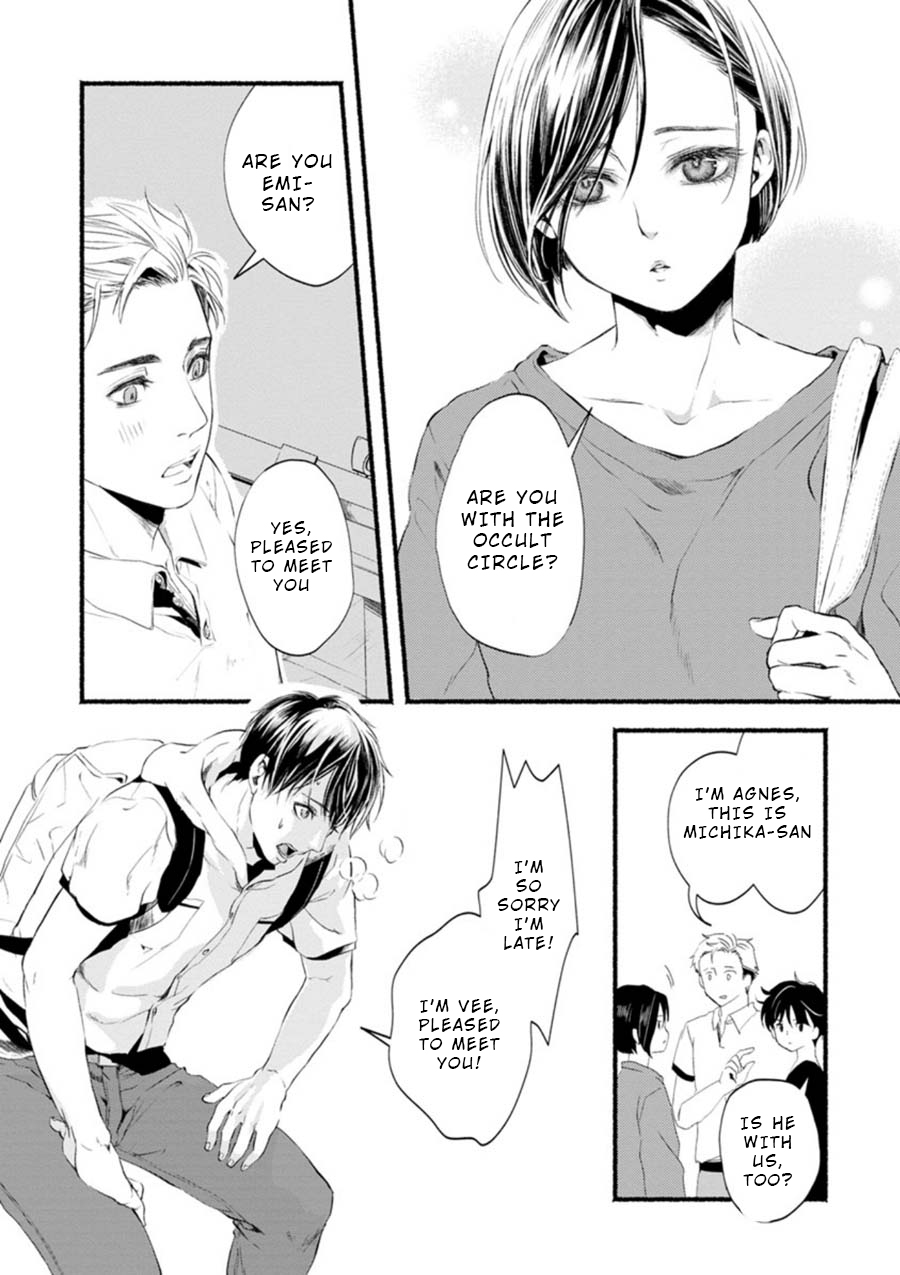 ARE YOU
WITH THE
OCCULT
CIRCLE?
ARE YOU
EMI-
SAN?
YES,
PLEASED
TO MEET
YOU
I'M AGNES,
THIS IS
MICHIKA-SAN
IS HE
WITH
US,
TOO?
I'M
SO
SORRY
I'M
LATE!
I'M VEE,
PLEASED
TO MEET
YOU!